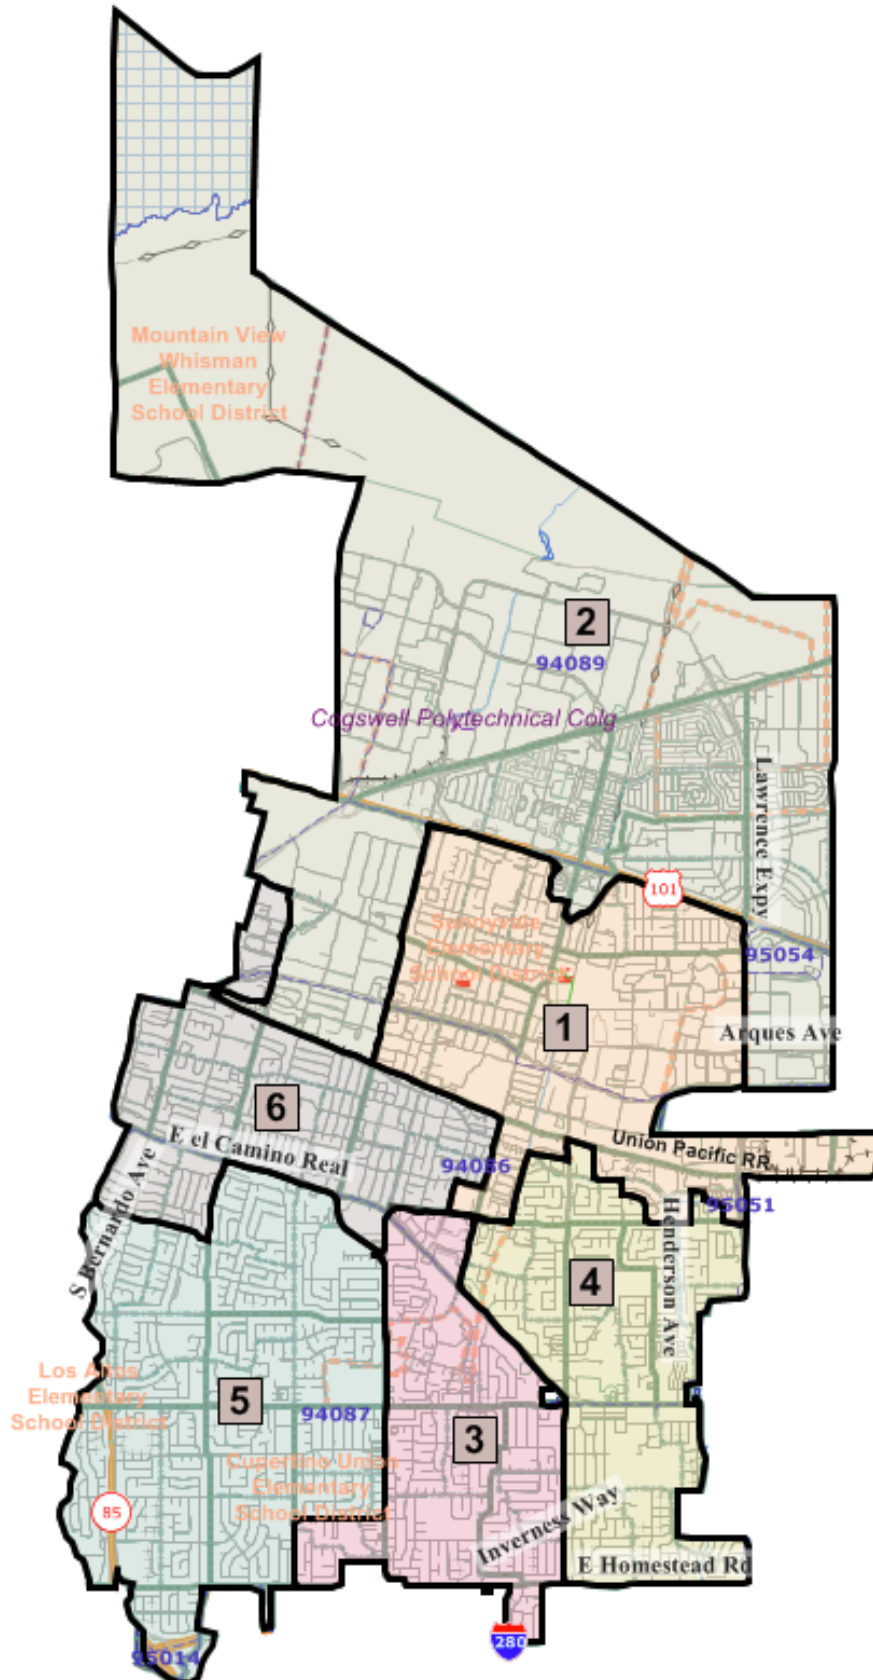 Mountain View
Whisman
Elementary
School District
2
94089
Cogswell Polytechnical Colg
Lawrence Expy
101
Sunnyvale
Elementary
School District
95054
1
Arques Ave
6
E el Camino Real
Union Pacific RR
94086
95051
S Bernardo Ave
Henderson Ave
4
Los Altos
Elementary
School District
5
94087
3
Cupertino Union
Elementary
School District
85
Inverness Way
E Homestead Rd
280
95014